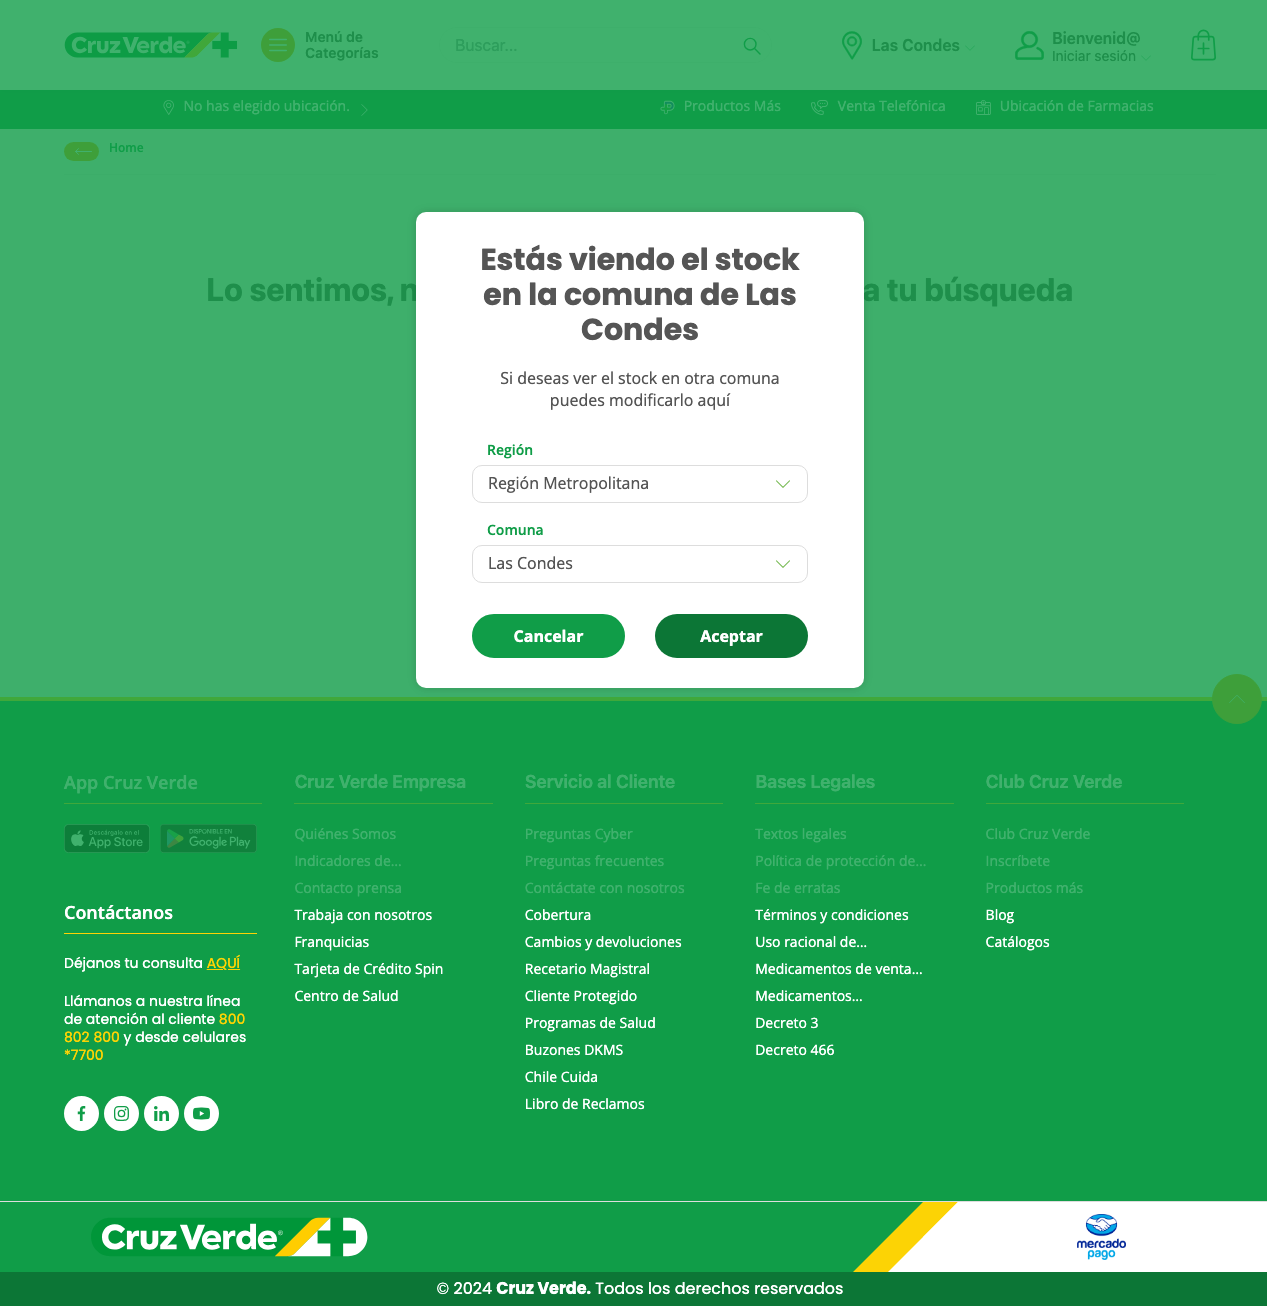 Cruz Verde
Menú de
Categorías
Buscar...
Las Condes
Bienvenid@
Iniciar sesión
No has elegido ubicación.
Productos Más
Venta Telefónica
Ubicación de Farmacias
Home
Lo sentimos, n
a tu búsqueda
Estás viendo el stock
en la comuna de Las
Condes
Si deseas ver el stock en otra comuna
puedes modificarlo aquí
Región
Región Metropolitana
Comuna
Las Condes
Cancelar
Aceptar
App Cruz Verde
Descárgalo en el
App Store
DISPONIBLE EN
Google Play
Contáctanos
Déjanos tu consulta AQUÍ
Llámanos a nuestra línea
de atención al cliente 800
802 800 y desde celulares
*7700
Cruz Verde Empresa
Quiénes Somos
Indicadores de...
Contacto prensa
Trabaja con nosotros
Franquicias
Tarjeta de Crédito Spin
Centro de Salud
Servicio al Cliente
Preguntas Cyber
Preguntas frecuentes
Contáctate con nosotros
Cobertura
Cambios y devoluciones
Recetario Magistral
Cliente Protegido
Programas de Salud
Buzones DKMS
Chile Cuida
Libro de Reclamos
Bases Legales
Textos legales
Política de protección de...
Fe de erratas
Términos y condiciones
Uso racional de...
Medicamentos de venta...
Medicamentos...
Decreto 3
Decreto 466
Club Cruz Verde
Club Cruz Verde
Inscríbete
Productos más
Blog
Catálogos
Cruz Verde
mercado
pago
© 2024 Cruz Verde. Todos los derechos reservados